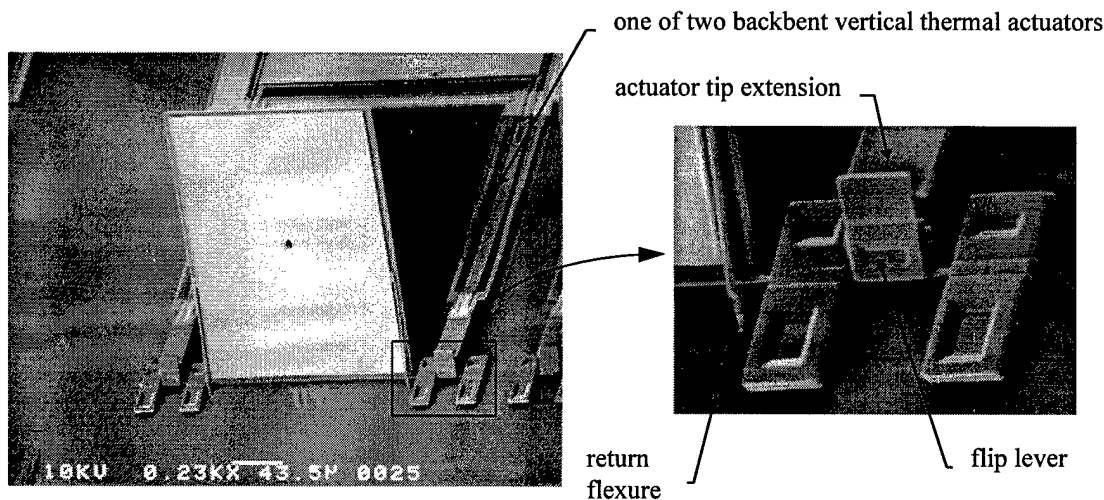 one of two backbent vertical thermal actuators
actuator tip extension
10KV 0.23KX 43.5µ 0025
return
flexure
flip lever